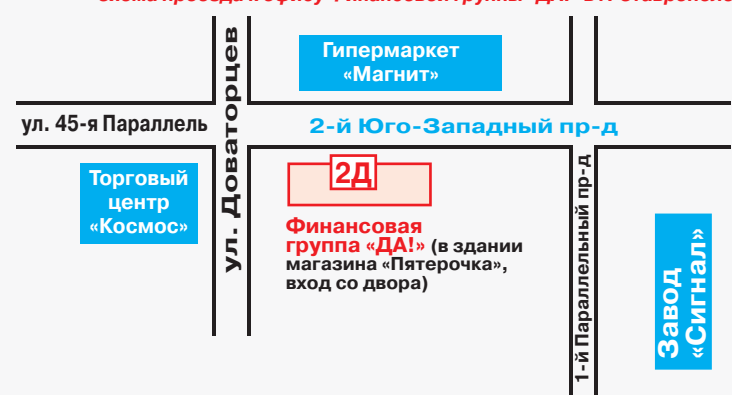 Гипермаркет
«Магнит»
ул. Доваторцев
ул. 45-я Параллель
2-й Юго-Западный пр-д
Торговый
центр
«Космос»
2Д
Финансовая
группа «ДА!» (в здании
магазина «Пятерочка»,
вход со двора)
1-й Параллельный пр-д
Завод
«Сигнал»